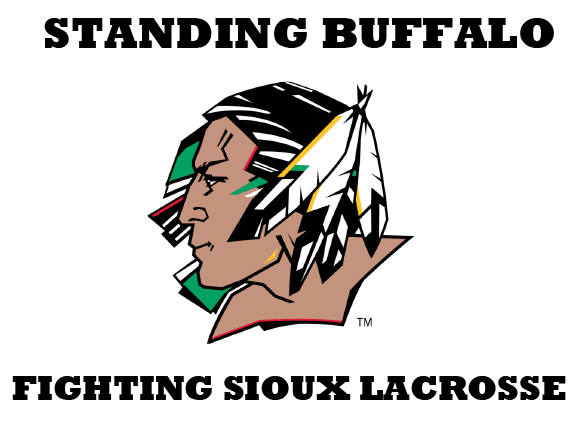 STANDING BUFFALO
TM
FIGHTING SIOUX LACROSSE